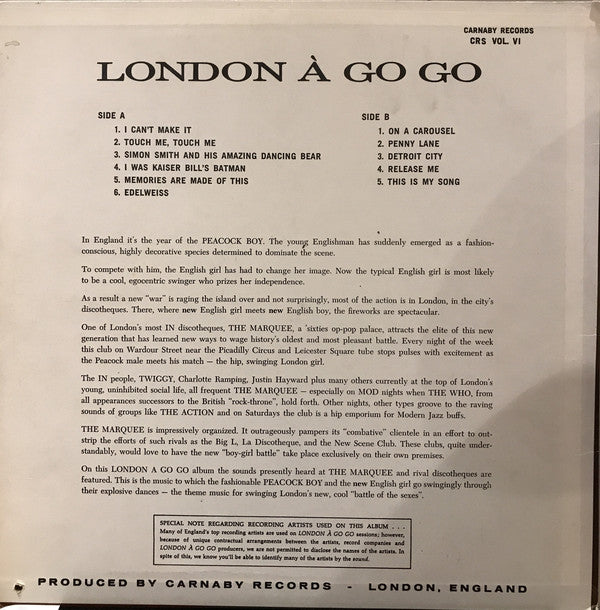 CARNABY RECORDS
CRS VOL. VI
LONDON À GO GO
SIDE A
1. I CAN'T MAKE IT
2. TOUCH ME, TOUCH ME
3. SIMON SMITH AND HIS AMAZING DANCING BEAR
4. I WAS KAISER BILL'S BATMAN
5. MEMORIES ARE MADE OF THIS
6. EDELWEISS
SIDE B
1. ON A CAROUSEL
2. PENNY LANE
3. DETROIT CITY
4. RELEASE ME
5. THIS IS MY SONG
In England it's the year of the PEACOCK BOY. The young Englishman has suddenly emerged as a fashion-
conscious, highly decorative species determined to dominate the scene.
To compete with him, the English girl has had to change her image. Now the typical English girl is most likely
to be a cool, egocentric swinger who prizes her independence.
As a result a new "war" is raging the island over and not surprisingly, most of the action is in London, in the city's
discotheques. There, where new English girl meets new English boy, the fireworks are spectacular.
One of London's most IN discotheques, THE MARQUEE, a 'sixties op-pop palace, attracts the elite of this new
generation that has learned new ways to wage history's oldest and most pleasant battle. Every night of the week
this club on Wardour Street near the Picadilly Circus and Leicester Square tube stops pulses with excitement as
the Peacock male meets his match – the hip, swinging London girl.
The IN people, TWIGGY, Charlotte Ramping, Justin Hayward plus many others currently at the top of London's
young, uninhibited social life, all frequent THE MARQUEE – especially on MOD nights when THE WHO, from
all appearances successors to the British "rock-throne", hold forth. Other nights, other types groove to the raving
sounds of groups like THE ACTION and on Saturdays the club is a hip emporium for Modern Jazz buffs.
THE MARQUEE is impressively organized. It outrageously pampers its "combative" clientele in an effort to out-
strip the efforts of such rivals as the Big L, La Discotheque, and the New Scene Club. These clubs, quite under-
standably, would love to have the new "boy-girl battle" take place exclusively on their own premises.
On this LONDON A GO GO album the sounds presently heard at THE MARQUEE and rival discotheques are
featured. This is the music to which the fashionable PEACOCK BOY and the new English girl go swingingly through
their explosive dances – the theme music for swinging London's new, cool "battle of the sexes".
SPECIAL NOTE REGARDING RECORDING ARTISTS USED ON THIS ALBUM . . .
Many of England's top recording artists are used on LONDON À GO GO sessions; however,
because of unique contractual arrangements between the artists, record companies and
LONDON À GO GO producers, we are not permitted to disclose the names of the artists. In
spite of this, we know you'll be able to identify many of the artists by the sound.
PRODUCED BY CARNABY RECORDS - LONDON, ENGLAND